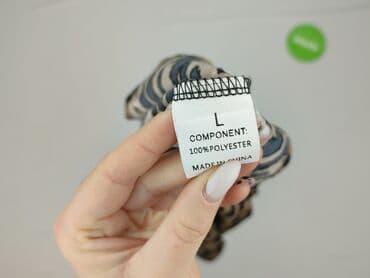 L
COMPONENT:
100%POLYESTER
MADE IN CHINA